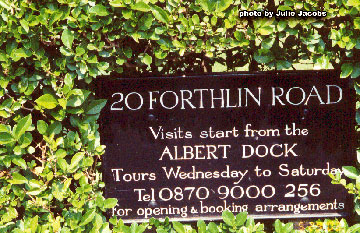 photo by Julie Jacobs
20 FORTHLIN ROAD
Visits start from the
ALBERT DOCK
Tours Wednesday, to Saturday
Tel 0870 9000 256
for opening & booking arrangements